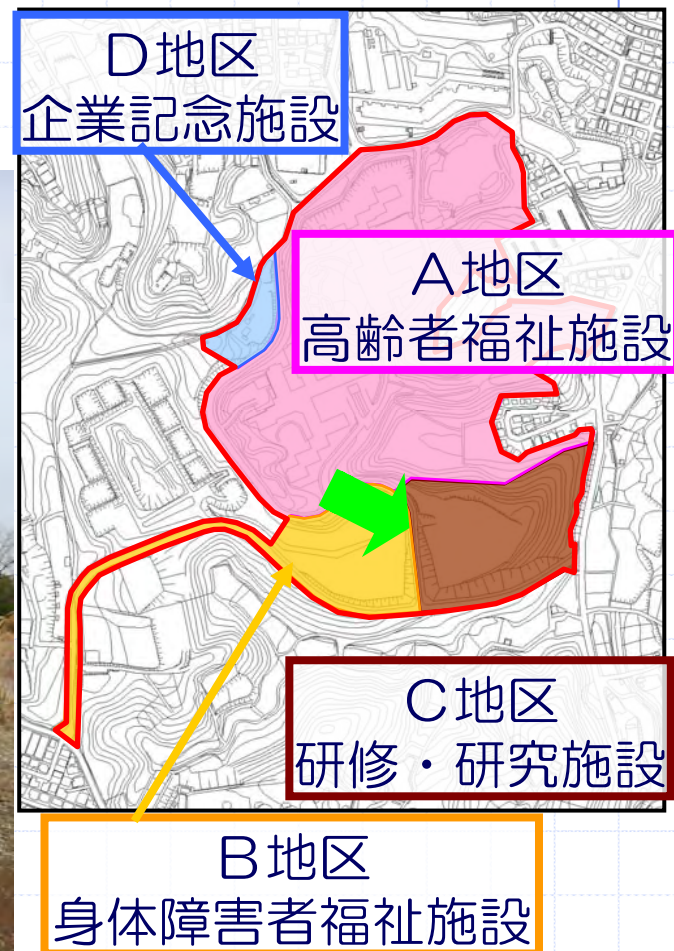 D地区
企業記念施設
A地区
高齢者福祉施設
C地区
研修・研究施設
B地区
身体障害者福祉施設